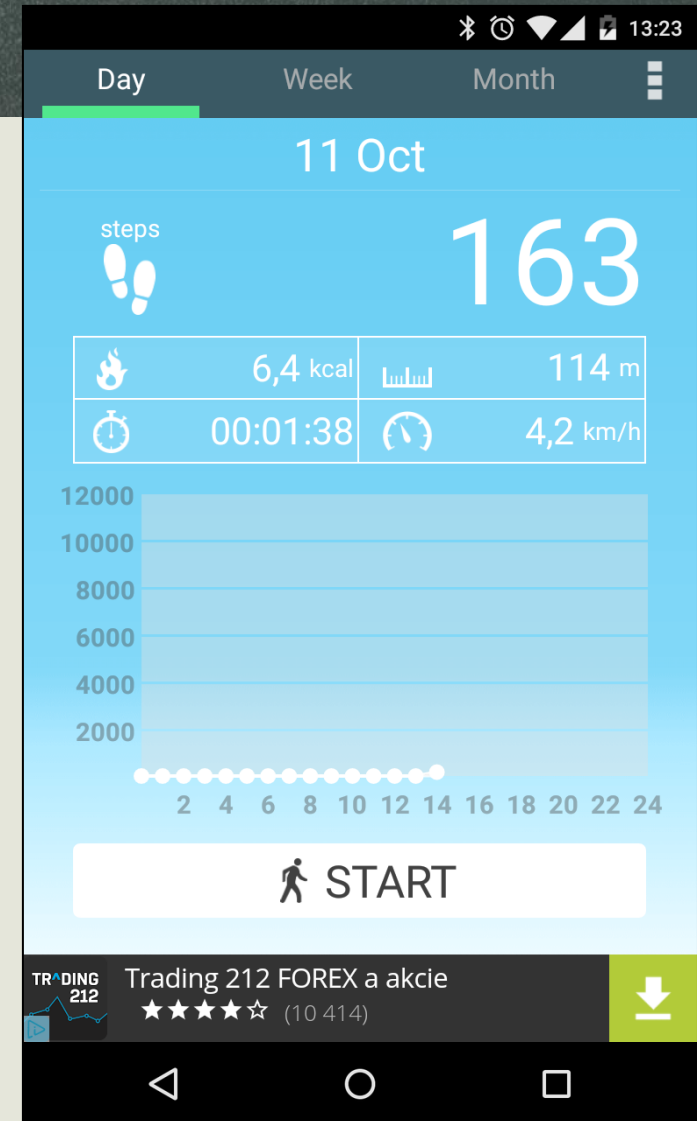 13:23
Day Week Month
11 Oct
steps
163
6,4 kcal 114 m
00:01:38 4,2 km/h
12000
10000
8000
6000
4000
2000
2 4 6 8 10 12 14 16 18 20 22 24
START
TRADING
212
Trading 212 FOREX a akcie
(10 414)